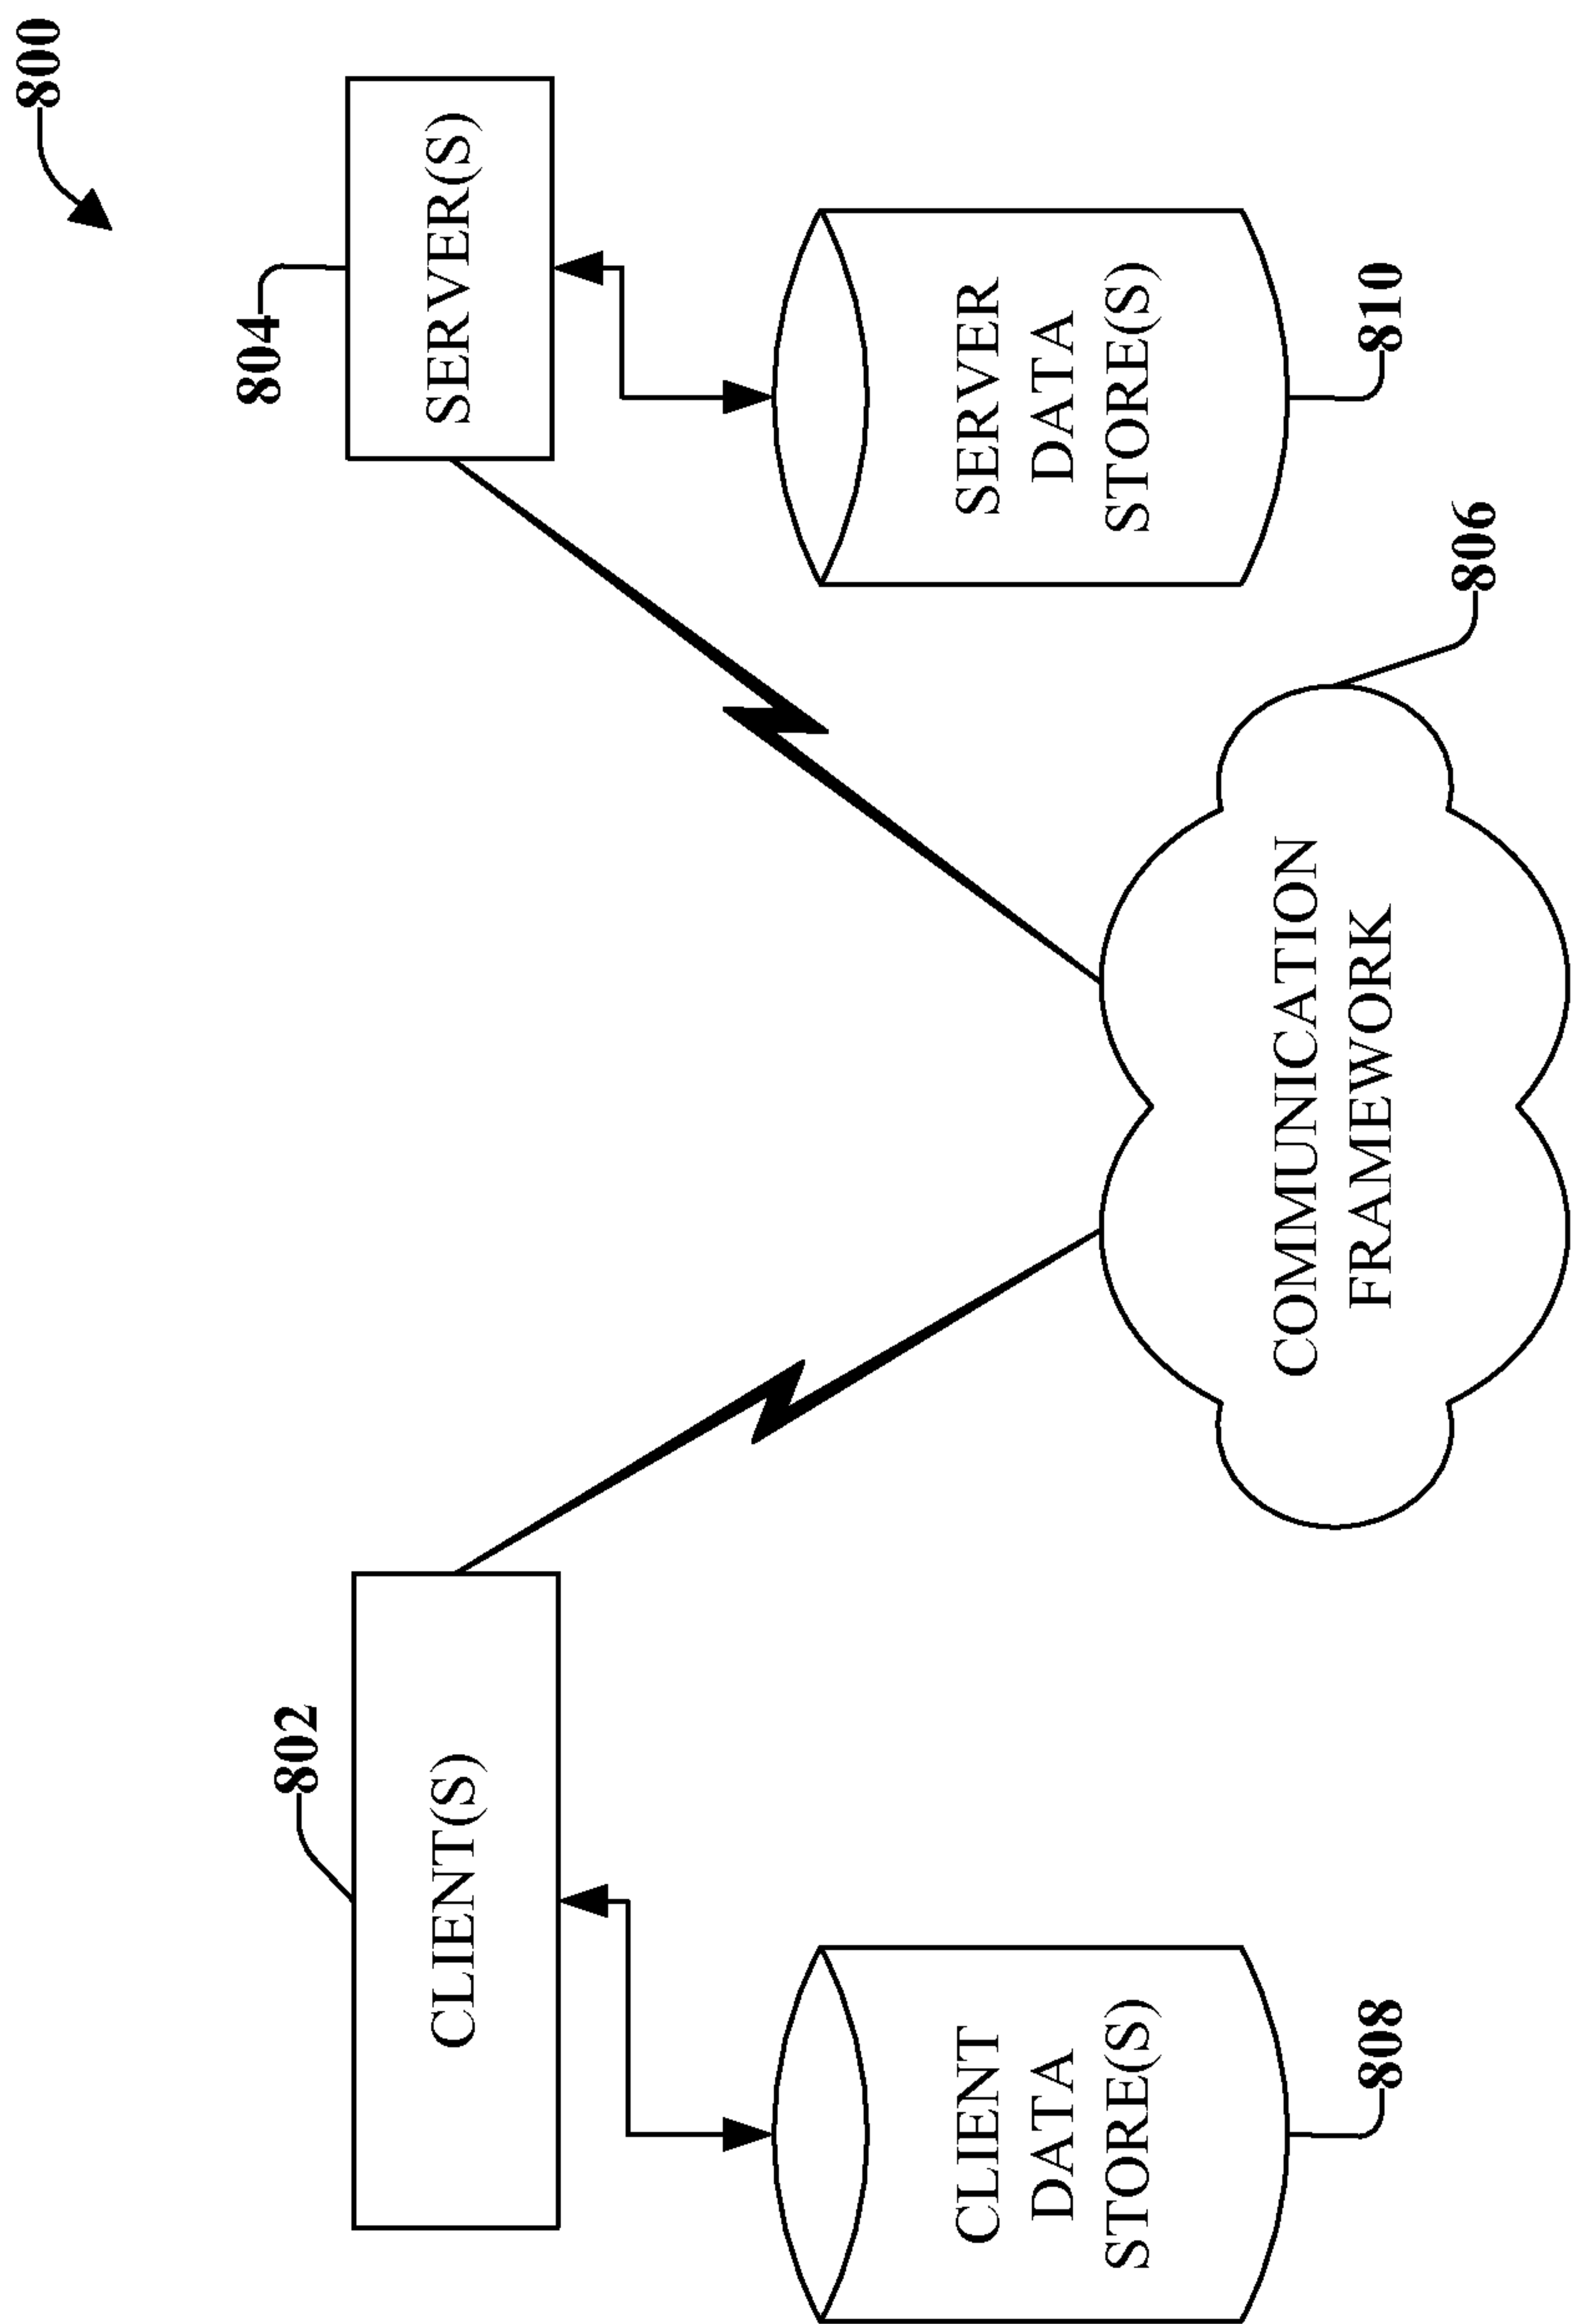 800
802
804
CLIENT(S)
SERVER(S)
CLIENT
DATA
STORE(S)
SERVER
DATA
STORE(S)
COMMUNICATION
FRAMEWORK
808
810
806